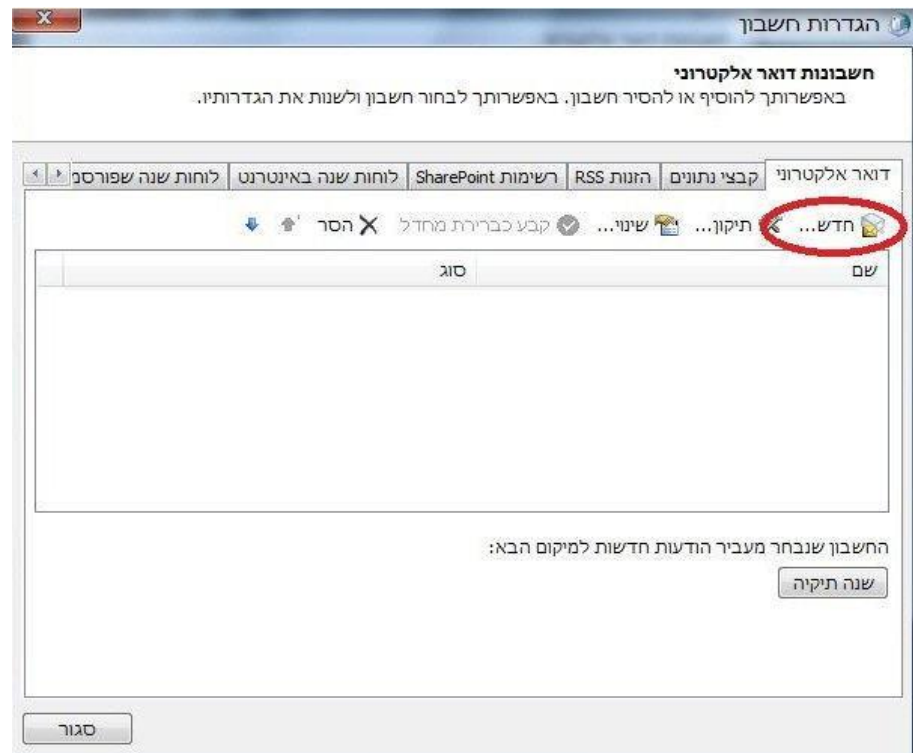 הגדרות חשבון
חשבונות דואר אלקטרוני
באפשרותך להוסיף או להסיר חשבון. באפשרותך לבחור חשבון ולשנות את הגדרותיו.
דואר אלקטרוני קבצי נתונים הזנות RSS רשימות SharePoint לוחות שנה באינטרנט לוחות שנה שפורסמ
חדש... תיקון... שינוי... קבע כברירת מחדל הסר
שם סוג
החשבון שנבחר מעביר הודעות חדשות למיקום הבא:
שנה תיקיה
סגור